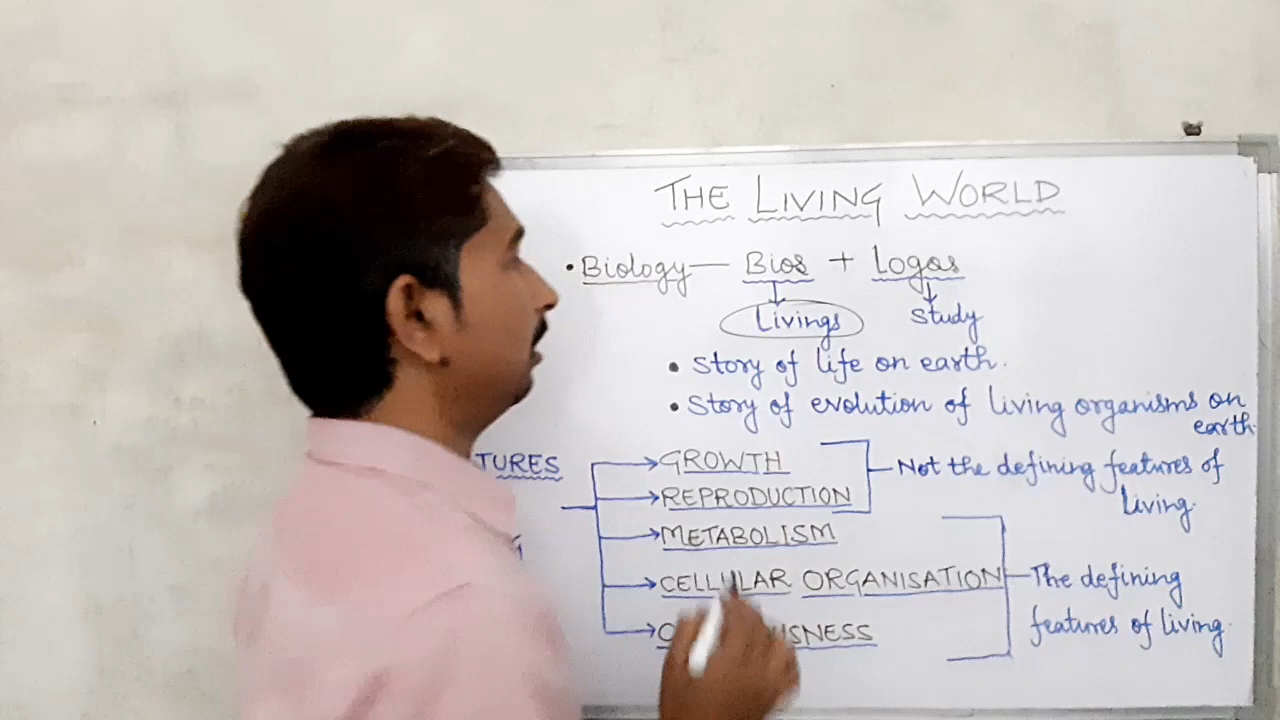 THE LIVING WORLD
• Biology — Bios + Logos
Livings study
• Story of life on earth.
• Story of evolution of living organisms on
earth.
GROWTH
REPRODUCTION
Not the defining features of
living.
METABOLISM
CELLULAR ORGANISATION
The defining
features of living.